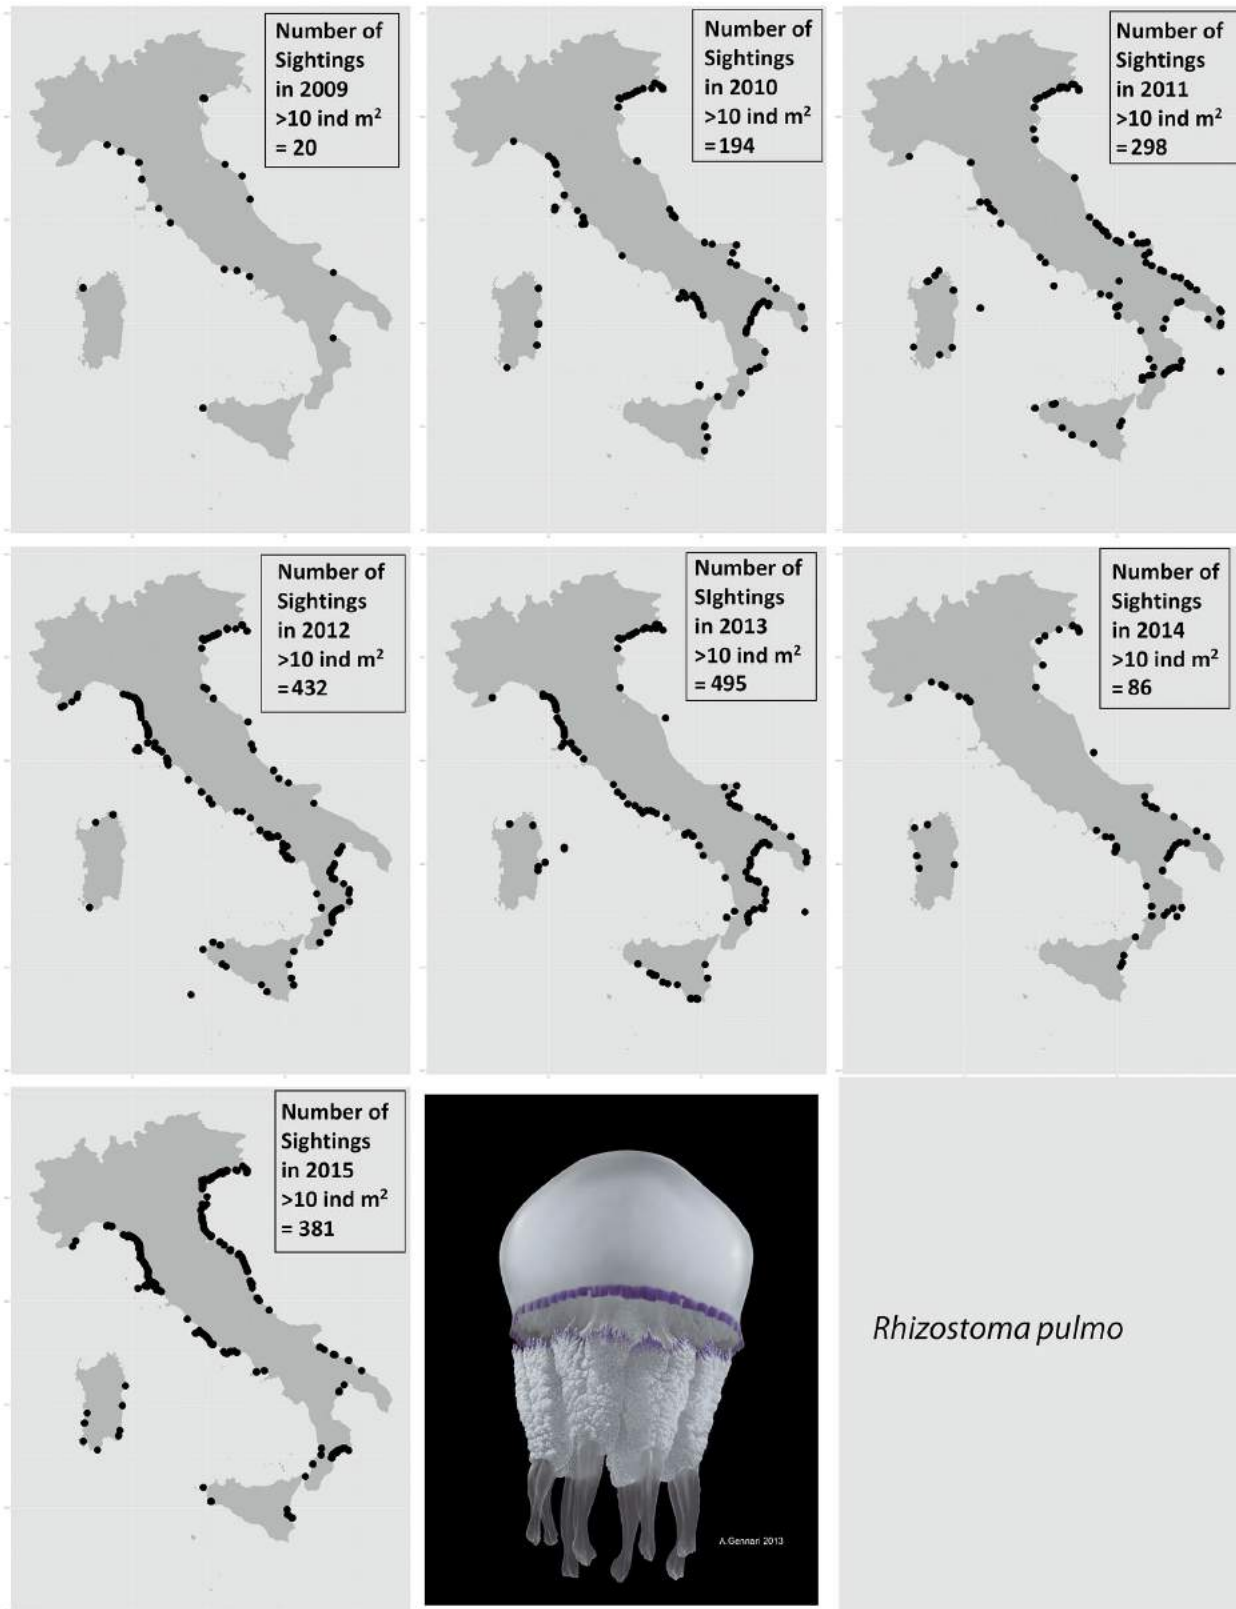 Number of
Sightings
in 2009
>10 ind m²
= 20
Number of
Sightings
in 2010
>10 ind m²
=194
Number of
Sightings
in 2011
>10 ind m²
=298
Number of
Sightings
in 2012
>10 ind m²
=432
Number of
SIghtings
in 2013
>10 ind m²
=495
Number of
Sightings
in 2014
>10 ind m²
=86
Number of
Sightings
in 2015
>10 ind m²
= 381
A.Gennari 2013
Rhizostoma pulmo